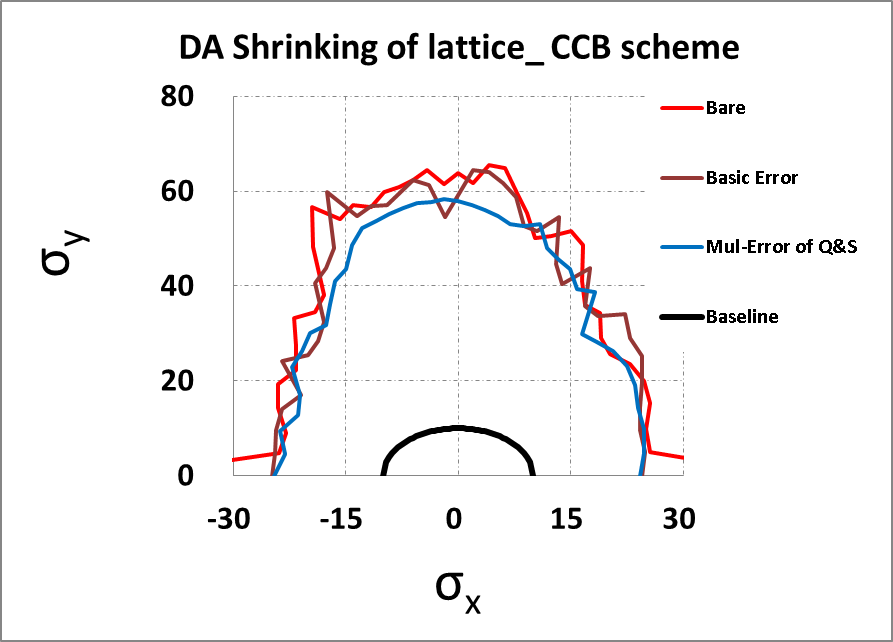 DA Shrinking of lattice_ CCB scheme
80
60
40
20
0
σy
-30
-15
0
15
30
σx
Bare
Basic Error
Mul-Error of Q&S
Baseline